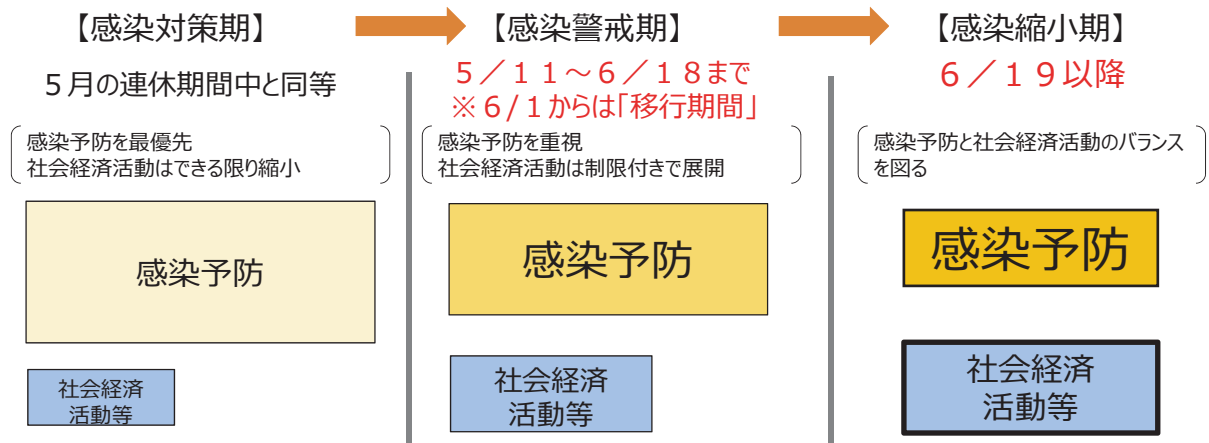 【感染対策期】
５月の連休期間中と同等
感染予防を最優先
社会経済活動はできる限り縮小
感染予防
社会経済
活動等
【感染警戒期】
５／１１～６／１８まで
※６/１からは「移行期間」
感染予防を重視
社会経済活動は制限付きで展開
感染予防
社会経済
活動等
【感染縮小期】
６／１９以降
感染予防と社会経済活動のバランス
を図る
感染予防
社会経済
活動等